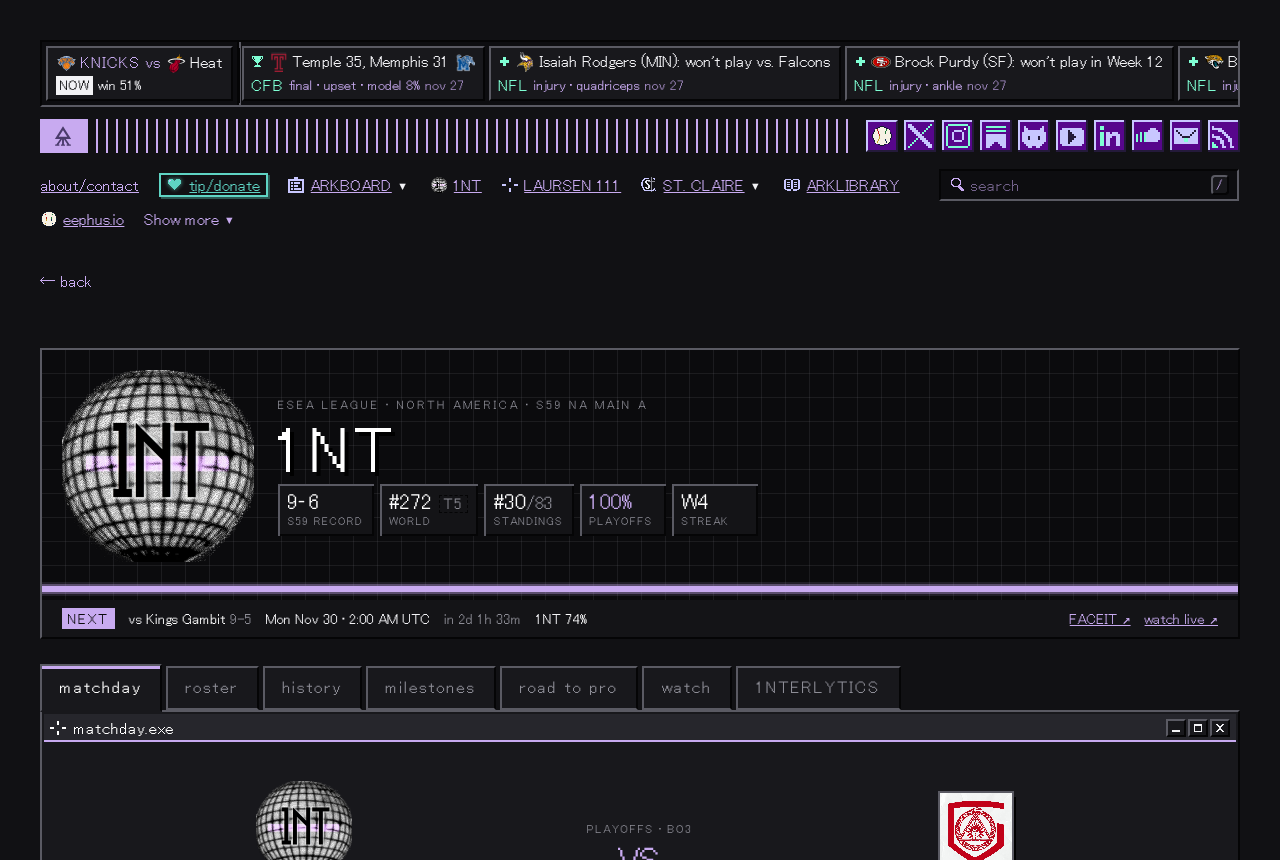 KNICKS vs Heat
NOW win 51%
Temple 35, Memphis 31
CFB final · upset · model 8% nov 27
Isaiah Rodgers (MIN): won't play vs. Falcons
NFL injury · quadriceps nov 27
Brock Purdy (SF): won't play in Week 12
NFL injury · ankle nov 27
B
NFL inju
about/contact
tip/donate
ARKBOARD ▼
1NT
LAURSEN 111
ST. CLAIRE ▼
ARKLIBRARY
search /
eephus.io
Show more ▼
← back
1NT
ESEA LEAGUE · NORTH AMERICA · S59 NA MAIN A
1NT
9-6
S59 RECORD
#272 T5
WORLD
#30/83
STANDINGS
100%
PLAYOFFS
W4
STREAK
NEXT vs Kings Gambit 9-5 Mon Nov 30 · 2:00 AM UTC in 2d 1h 33m 1NT 74%
FACEIT ↗ watch live ↗
matchday
roster
history
milestones
road to pro
watch
1NTERLYTICS
matchday.exe
1NT
PLAYOFFS · BO3
VS